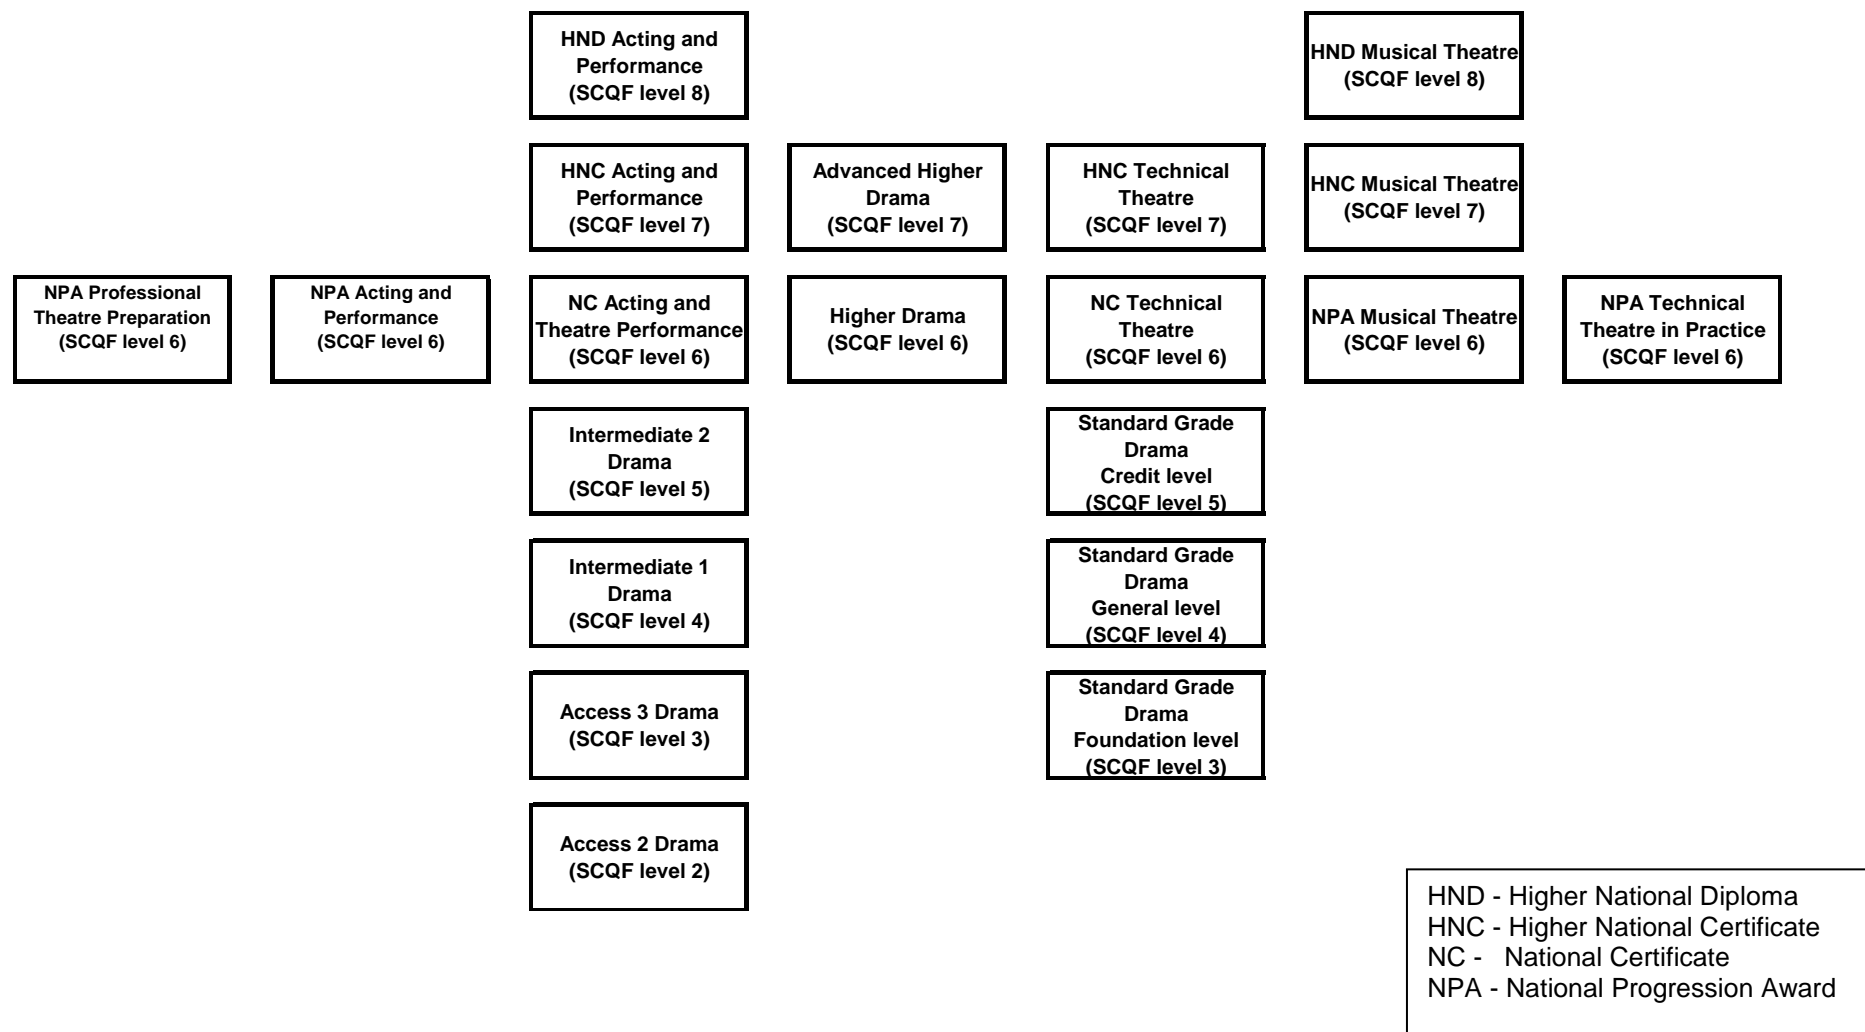 HND Acting and
Performance
(SCQF level 8)
HND Musical Theatre
(SCQF level 8)
HNC Acting and
Performance
(SCQF level 7)
Advanced Higher
Drama
(SCQF level 7)
HNC Technical
Theatre
(SCQF level 7)
HNC Musical Theatre
(SCQF level 7)
NPA Professional
Theatre Preparation
(SCQF level 6)
NPA Acting and
Performance
(SCQF level 6)
NC Acting and
Theatre Performance
(SCQF level 6)
Higher Drama
(SCQF level 6)
NC Technical
Theatre
(SCQF level 6)
NPA Musical Theatre
(SCQF level 6)
NPA Technical
Theatre in Practice
(SCQF level 6)
Intermediate 2
Drama
(SCQF level 5)
Standard Grade
Drama
Credit level
(SCQF level 5)
Intermediate 1
Drama
(SCQF level 4)
Standard Grade
Drama
General level
(SCQF level 4)
Access 3 Drama
(SCQF level 3)
Standard Grade
Drama
Foundation level
(SCQF level 3)
Access 2 Drama
(SCQF level 2)
HND - Higher National Diploma
HNC - Higher National Certificate
NC -   National Certificate
NPA - National Progression Award